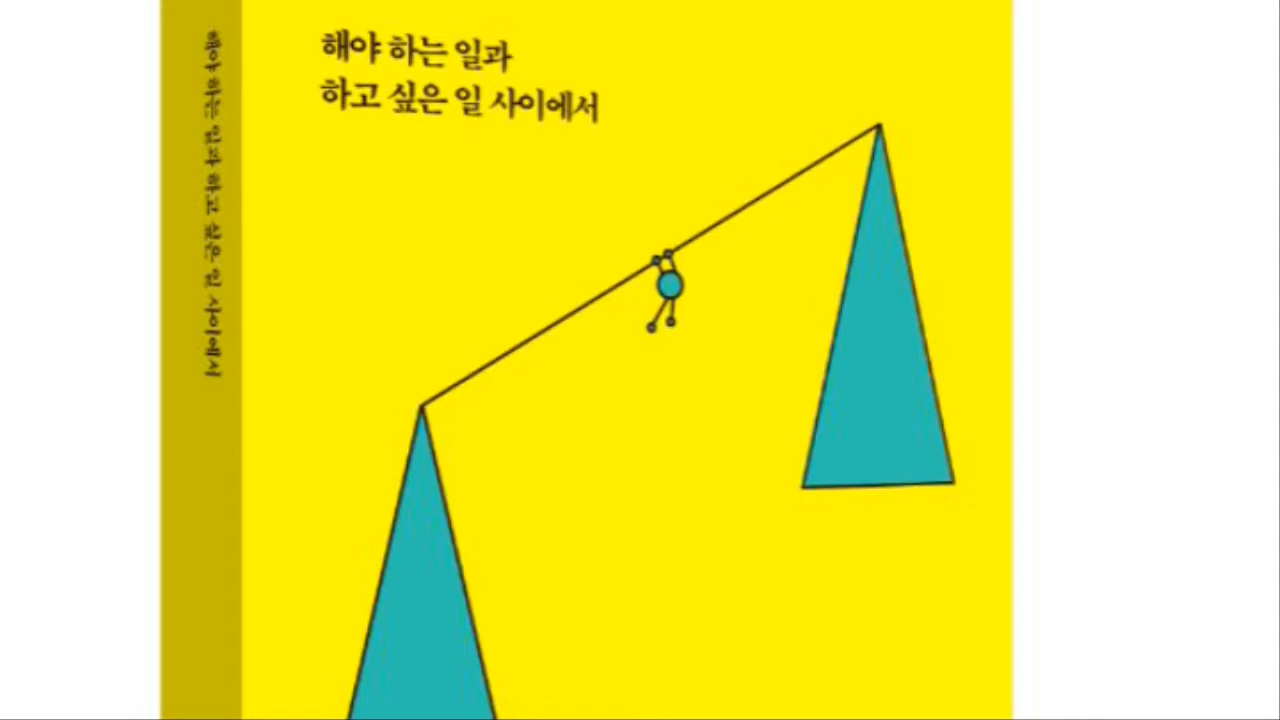 해야 하는 일과
하고 싶은 일 사이에서
해야 하는 일과 하고 싶은 일 사이에서